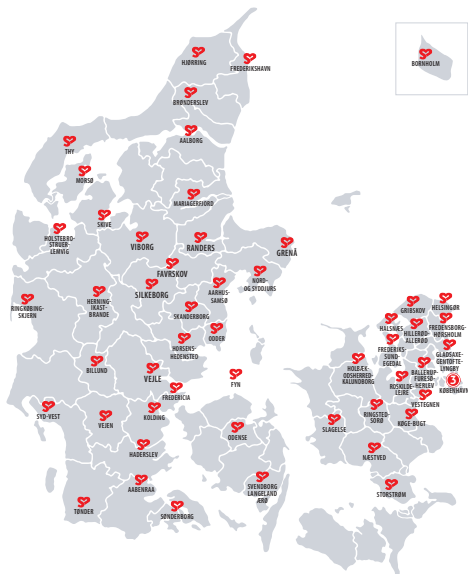 HJØRRING
FREDERIKSHAVN
BORNHOLM
BRØNDERSLEV
AALBORG
THY
MORSØ
MARIAGERFJORD
SKIVE
HOLSTEBRO-
STRUER-
LEMVIG
VIBORG
RANDERS
GRENÅ
FAVRSKOV
NORD-
OG SYDDJURS
SILKEBORG
AARHUS-
SAMSØ
HERNING-
IKAST-
BRANDE
RINGKØBING-
SKJERN
SKANDERBORG
ODDER
HORSENS-
HEDENSTED
BILLUND
VEJLE
FYN
FREDERICIA
SYD-VEST
VEJEN
KOLDING
ODENSE
HADERSLEV
AABENRAA
SVENDBORG
LANGELAND
ÆRØ
TØNDER
SØNDERBORG
GRIBSKOV
HELSINGØR
HALSNÆS
HILLERØD-
ALLERØD
FREDENSBORG-
HØRSHOLM
FREDERIKS-
SUND-
EGEDAL
GLADSAXE-
GENTOFTE-
LYNGBY
HOLBÆK-
ODSHERRED-
KALUNDBORG
BALLERUP-
FURESØ-
HERLEV
3
KØBENHAVN
ROSKILDE-
LEJRE
VESTEGNEN
RINGSTED-
SORØ
KØGE BUGT
SLAGELSE
NÆSTVED
STORSTRØM